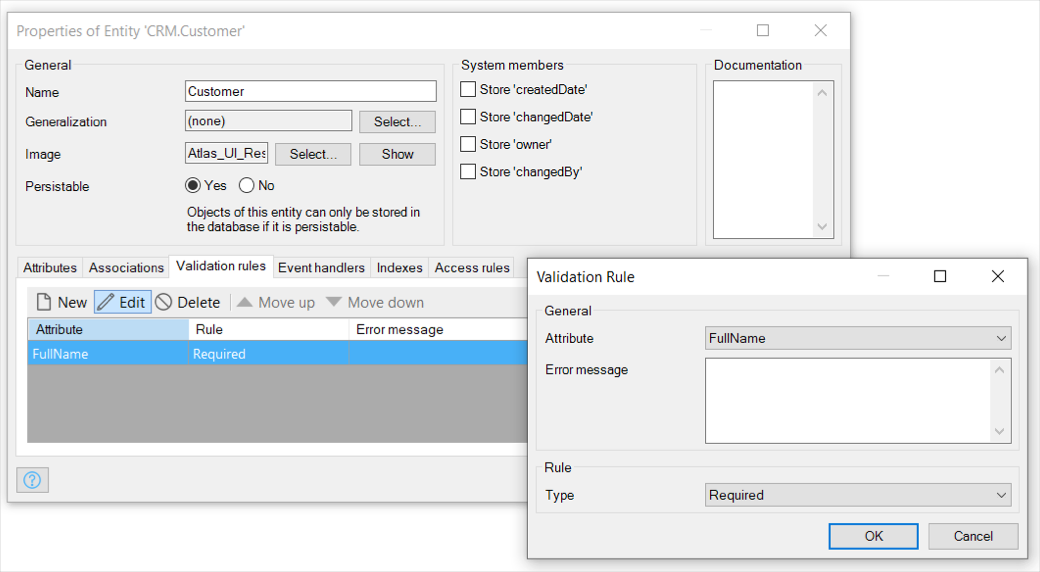 Properties of Entity 'CRM.Customer'
General
Name
Customer
Generalization
(none)
Select...
Image
Atlas_UI_Res
Select...
Show
Persistable
Yes
No
Objects of this entity can only be stored in
the database if it is persistable.
System members
Store 'createdDate'
Store 'changedDate'
Store 'owner'
Store 'changedBy'
Documentation
Attributes
Associations
Validation rules
Event handlers
Indexes
Access rules
New
Edit
Delete
Move up
Move down
Attribute
Rule
Error message
FullName
Required
?
Validation Rule
General
Attribute
FullName
Error message
Rule
Type
Required
OK
Cancel